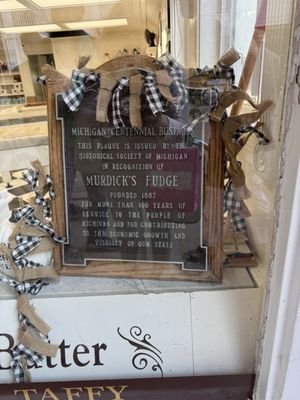 MICHIGAN CENTENNIAL BUSINESS
THIS PLAQUE IS ISSUED BY THE
HISTORICAL SOCIETY OF MICHIGAN
IN RECOGNITION OF
MURDICK'S FUDGE
FOUNDED 1887
FOR MORE THAN 100 YEARS OF
SERVICE TO THE PEOPLE OF
MICHIGAN AND FOR CONTRIBUTING
TO THE ECONOMIC GROWTH AND
VITALITY OF OUR STATE
Butter
TAFFY